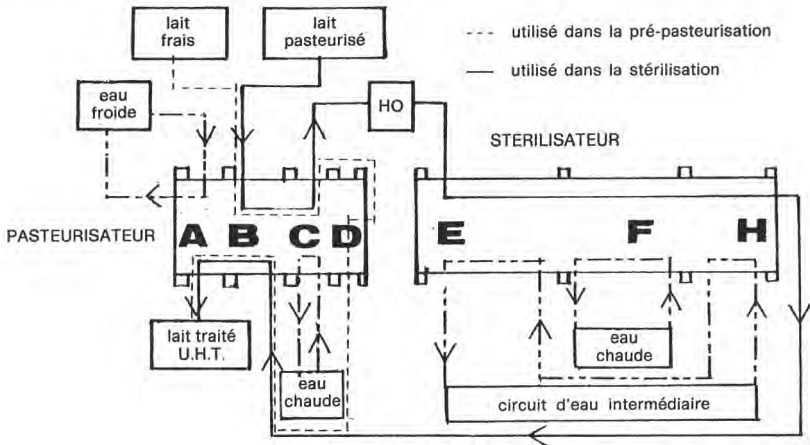 lait
frais
lait
pasteurisé
--- utilisé dans la pré-pasteurisation
— utilisé dans la stérilisation
eau
froide
HO
STERILISATEUR
PASTEURISATEUR
A B C D
E F H
lait traité
U.H.T.
eau
chaude
eau
chaude
circuit d'eau intermédiaire